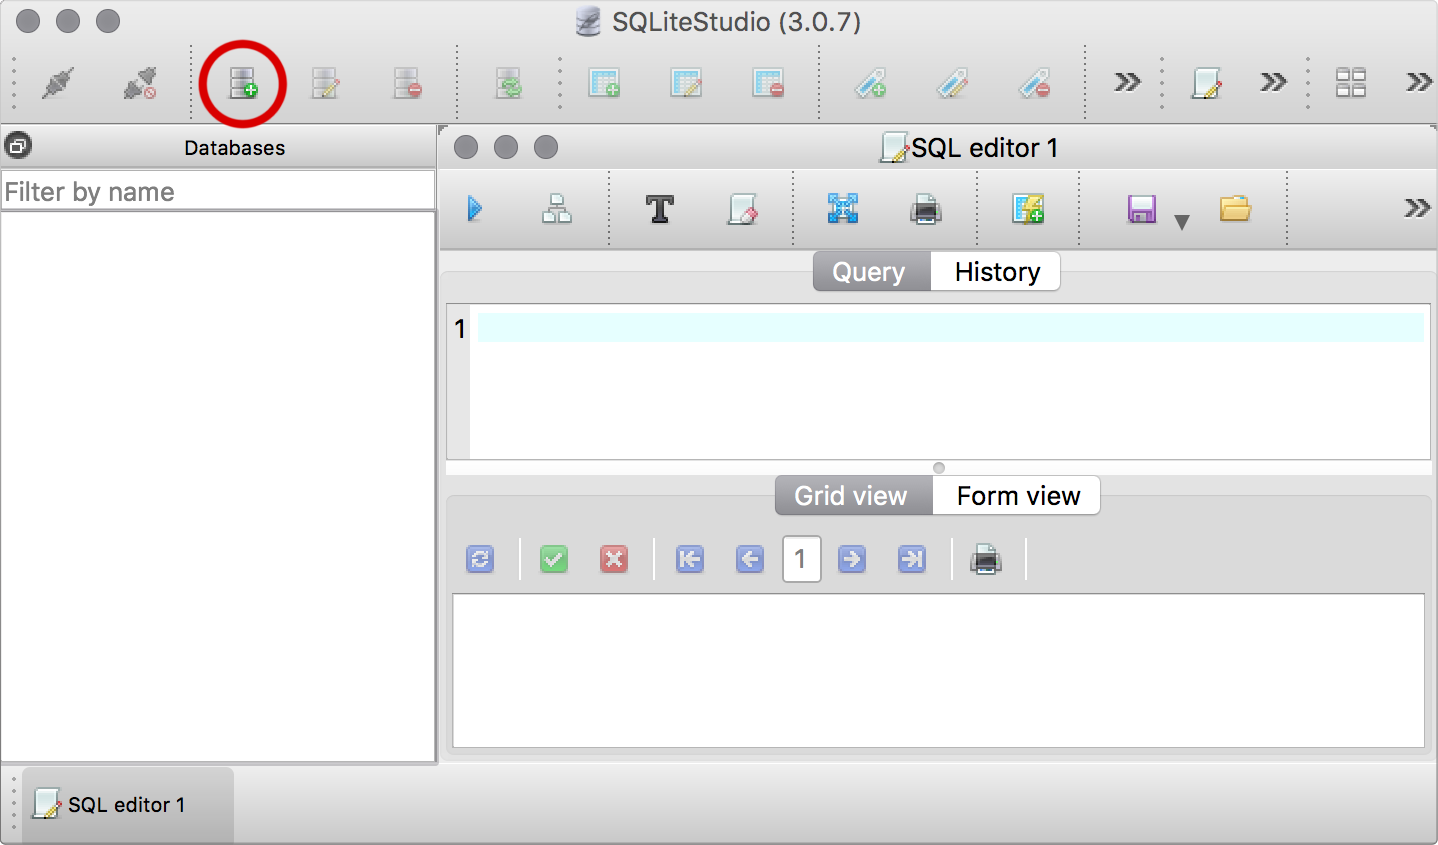 SQLiteStudio (3.0.7)
Databases
Filter by name
SQL editor 1
T
Query
History
1
Grid view
Form view
1
SQL editor 1